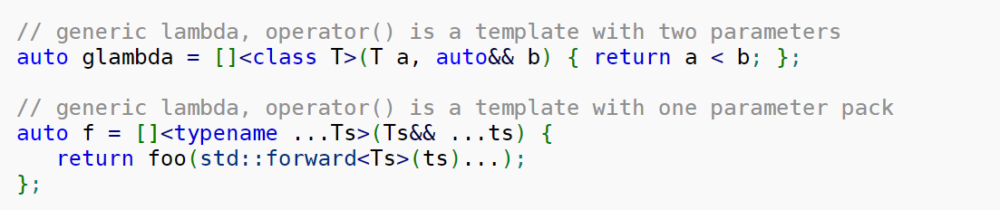 // generic lambda, operator() is a template with two parameters
auto glambda = []<class T>(T a, auto&& b) { return a < b; };
// generic lambda, operator() is a template with one parameter pack
auto f = []<typename ...Ts>(Ts&& ...ts) {
   return foo(std::forward<Ts>(ts)...);
};